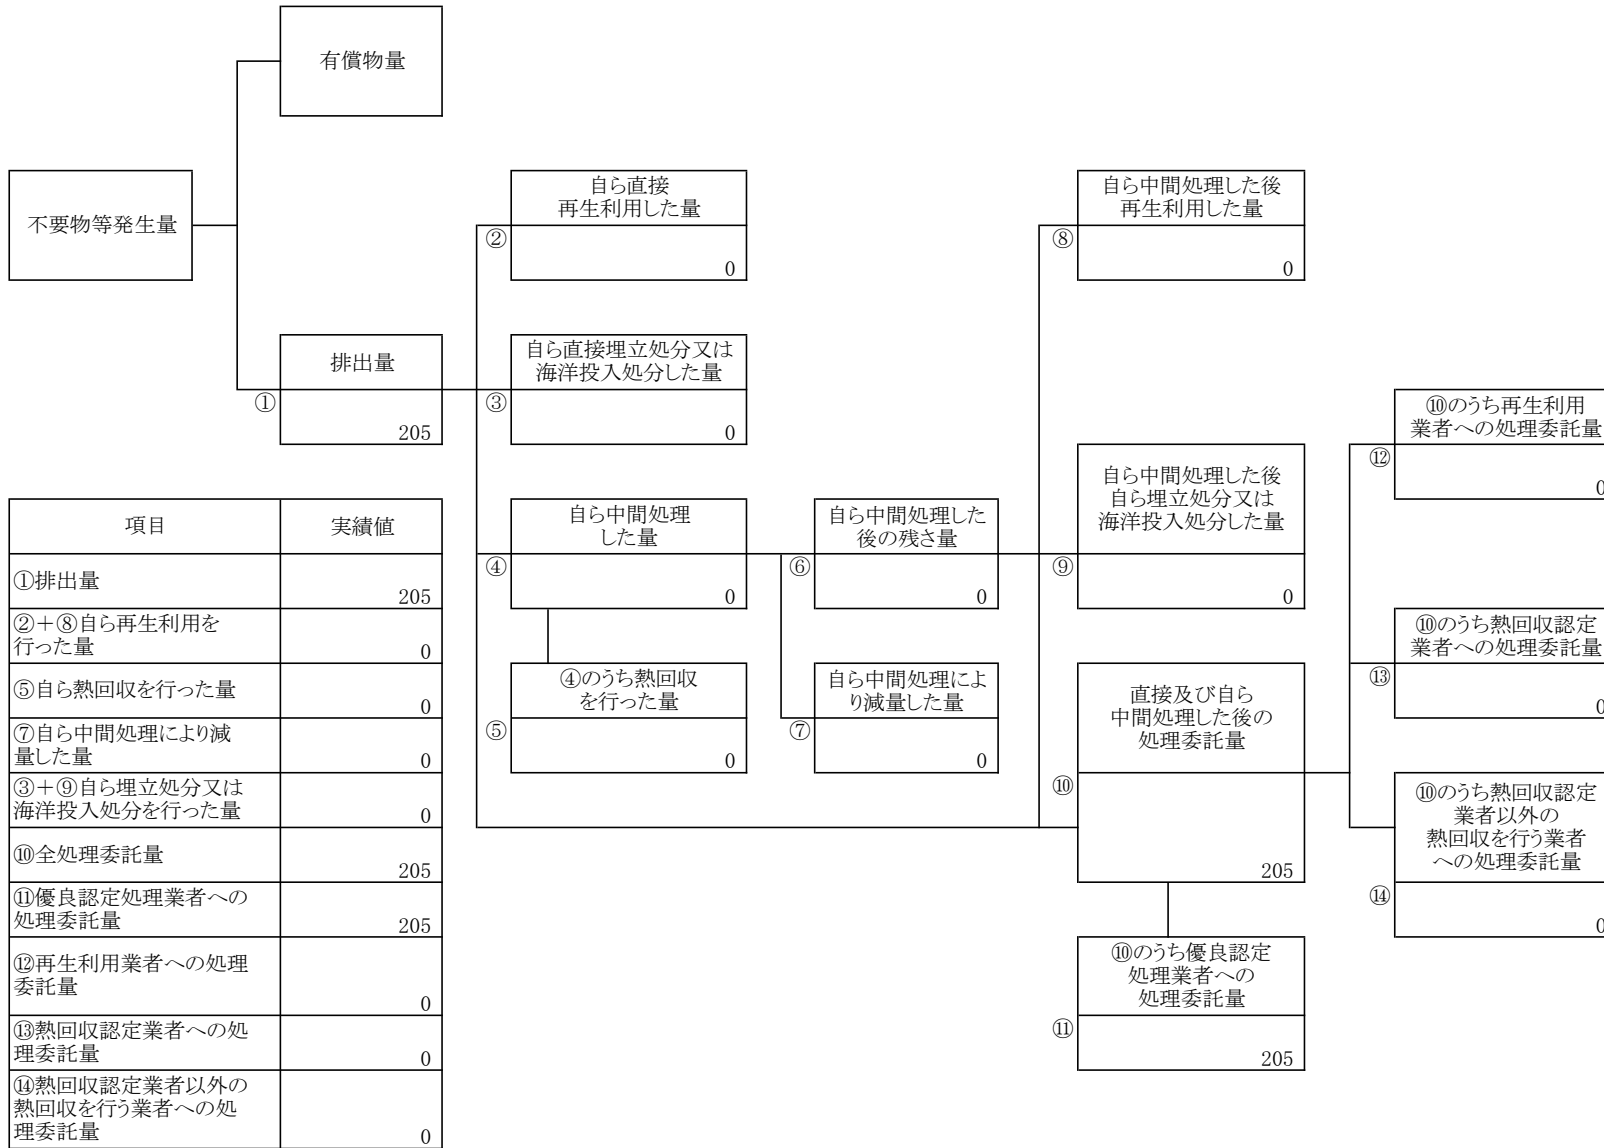 有償物量
不要物等発生量
自ら直接
再生利用した量
②
0
自ら中間処理した後
再生利用した量
⑧
0
排出量
①
205
自ら直接埋立処分又は
海洋投入処分した量
③
0
⑩のうち再生利用
業者への処理委託量
⑫
0
自ら中間処理
した量
④
0
自ら中間処理した
後の残さ量
⑥
0
自ら中間処理した後
自ら埋立処分又は
海洋投入処分した量
⑨
0
⑩のうち熱回収認定
業者への処理委託量
⑬
0
④のうち熱回収
を行った量
⑤
0
自ら中間処理によ
り減量した量
⑦
0
直接及び自ら
中間処理した後の
処理委託量
⑩
205
⑩のうち熱回収認定
業者以外の
熱回収を行う業者
への処理委託量
⑭
0
⑩のうち優良認定
処理業者への
処理委託量
⑪
205
項目 実績値
①排出量
205
②+⑧自ら再生利用を
行った量
0
⑤自ら熱回収を行った量
0
⑦自ら中間処理により減
量した量
0
③+⑨自ら埋立処分又は
海洋投入処分を行った量
0
⑩全処理委託量
205
⑪優良認定処理業者への
処理委託量
205
⑫再生利用業者への処理
委託量
0
⑬熱回収認定業者への処
理委託量
0
⑭熱回収認定業者以外の
熱回収を行う業者への処
理委託量
0